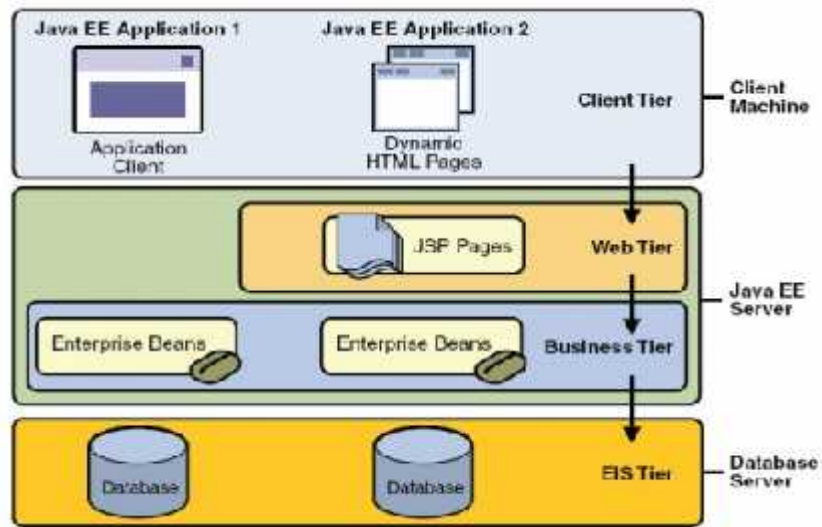 Java EE Application 1
Java EE Application 2
Application
Client
Dynamic
HTML Pages
Client Tier
Client
Machine
JSP Pages
Web Tier
Java EE
Server
Enterprise Beans
Enterprise Beans
Business Tier
Database
Database
EIS Tier
Database
Server